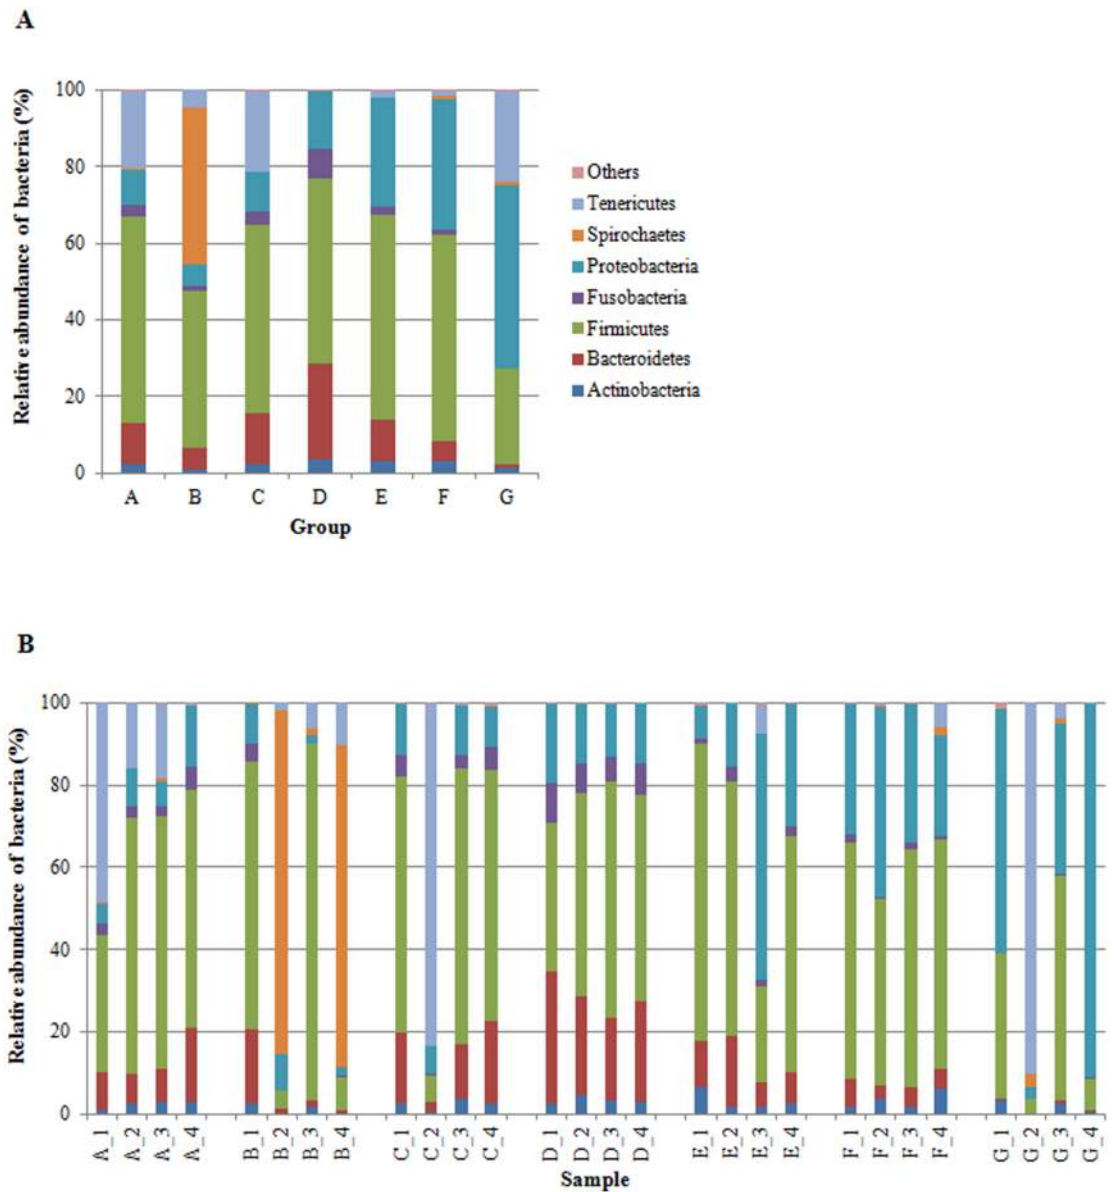 A
Relative abundance of bacteria (%)
100
80
60
40
20
0
A B C D E F G
Group
Others
Tenericutes
Spirochaetes
Proteobacteria
Fusobacteria
Firmicutes
Bacteroidetes
Actinobacteria
B
Relative abundance of bacteria (%)
100
80
60
40
20
0
A_1 A_2 A_3 A_4 B_1 B_2 B_3 B_4 C_1 C_2 C_3 C_4 D_1 D_2 D_3 D_4 E_1 E_2 E_3 E_4 F_1 F_2 F_3 F_4 G_1 G_2 G_3 G_4
Sample